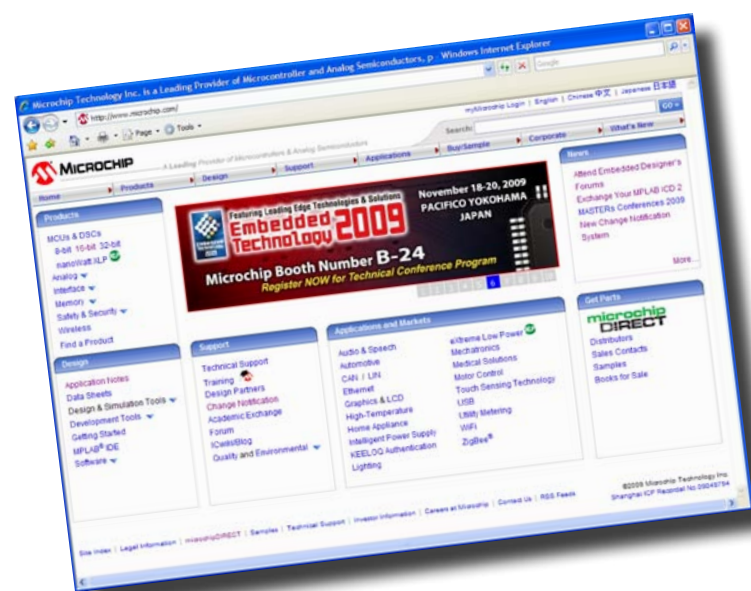 Microchip Technology Inc. is a Leading Provider of Microcontroller and Analog Semiconductors, p Windows Internet Explorer
http://www.microchip.com/
Google
Page
Tools
myMicrochip Login | English | Chinese 中文 | Japanese 日本語
MICROCHIP
A Leading Provider of Microcontrollers & Analog Semiconductors
Search:
GO
Home
Products
Design
Support
Applications
Buy/Sample
Corporate
What's New
Products
MCUs & DSCs
8-bit 16-bit 32-bit
nanoWatt XLP
Analog
Interface
Memory
Safety & Security
Wireless
Find a Product
Featuring Leading Edge Technologies & Solutions
Embedded Technology 2009
November 18-20, 2009
PACIFICO YOKOHAMA
JAPAN
Microchip Booth Number B-24
Register NOW for Technical Conference Program
6
News
Attend Embedded Designer's
Forums
Exchange Your MPLAB ICD 2
MASTERs Conferences 2009
New Change Notification
System
More...
Design
Application Notes
Data Sheets
Design & Simulation Tools
Development Tools
Getting Started
MPLAB® IDE
Software
Support
Technical Support
Training
Design Partners
Change Notification
Academic Exchange
Forum
ICwiki/Blog
Quality and Environmental
Applications and Markets
Audio & Speech
Automotive
CAN / LIN
Ethernet
Graphics & LCD
High-Temperature
Home Appliance
Intelligent Power Supply
KEELOQ Authentication
Lighting
eXtreme Low Power
Mechatronics
Medical Solutions
Motor Control
Touch Sensing Technology
USB
Utility Metering
WiFi
ZigBee®
Get Parts
microchip
DIRECT
Distributors
Sales Contacts
Samples
Books for Sale
Site Index | Legal Information | microchipDIRECT | Samples | Technical Support | Investor Information | Careers at Microchip | Contact Us | RSS Feeds
©2009 Microchip Technology Inc.
Shanghai ICP Recordal No.09049794